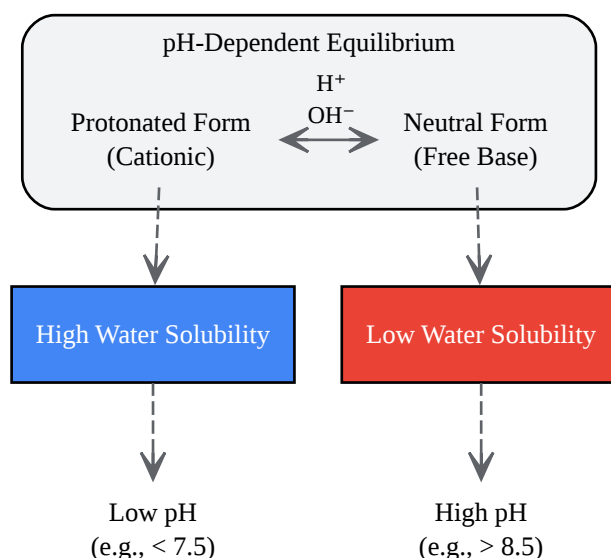 pH-Dependent Equilibrium
H⁺
OH⁻
Protonated Form
(Cationic)
Neutral Form
(Free Base)
High Water Solubility
Low Water Solubility
Low pH
(e.g., < 7.5)
High pH
(e.g., > 8.5)